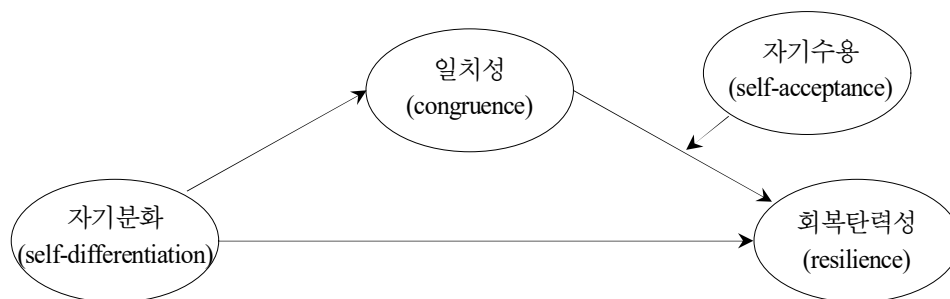 일치성
(congruence)
자기수용
(self-acceptance)
자기분화
(self-differentiation)
회복탄력성
(resilience)